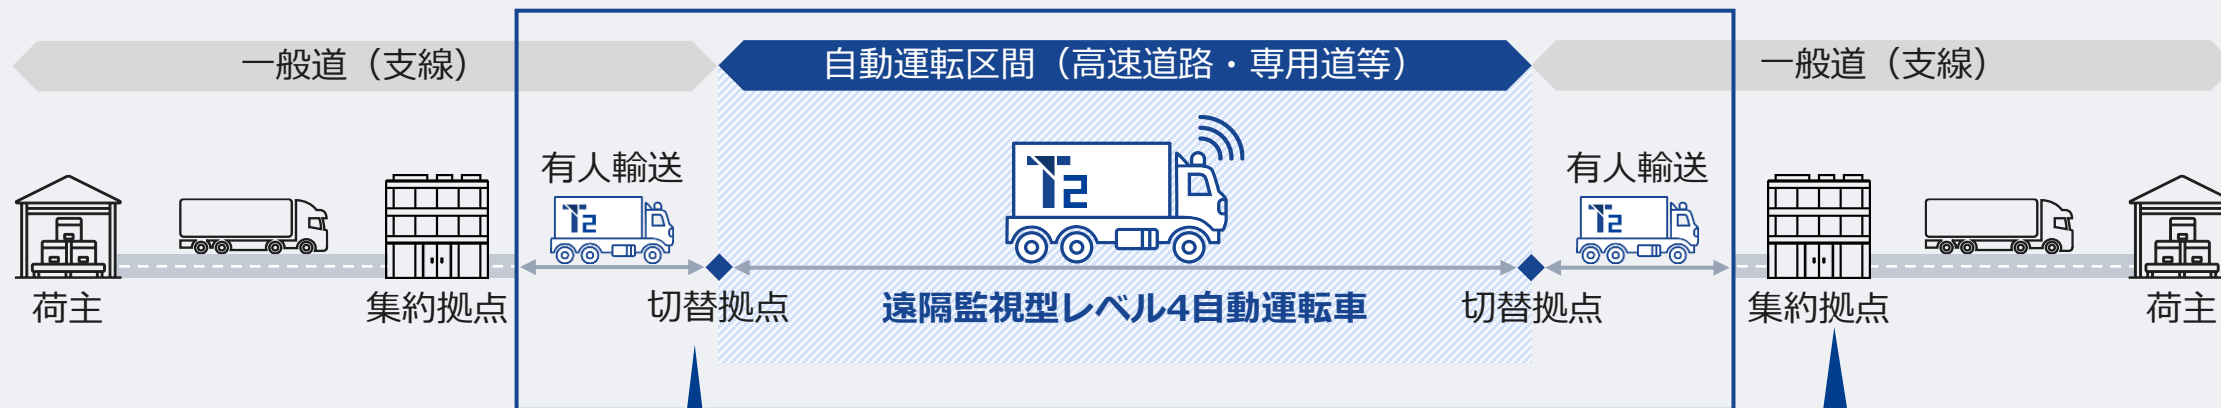 一般道（支線）
自動運転区間（高速道路・専用道等）
一般道（支線）
有人輸送
有人輸送
T2
T2
T2
荷主
集約拠点
切替拠点
遠隔監視型レベル4自動運転車
切替拠点
集約拠点
荷主